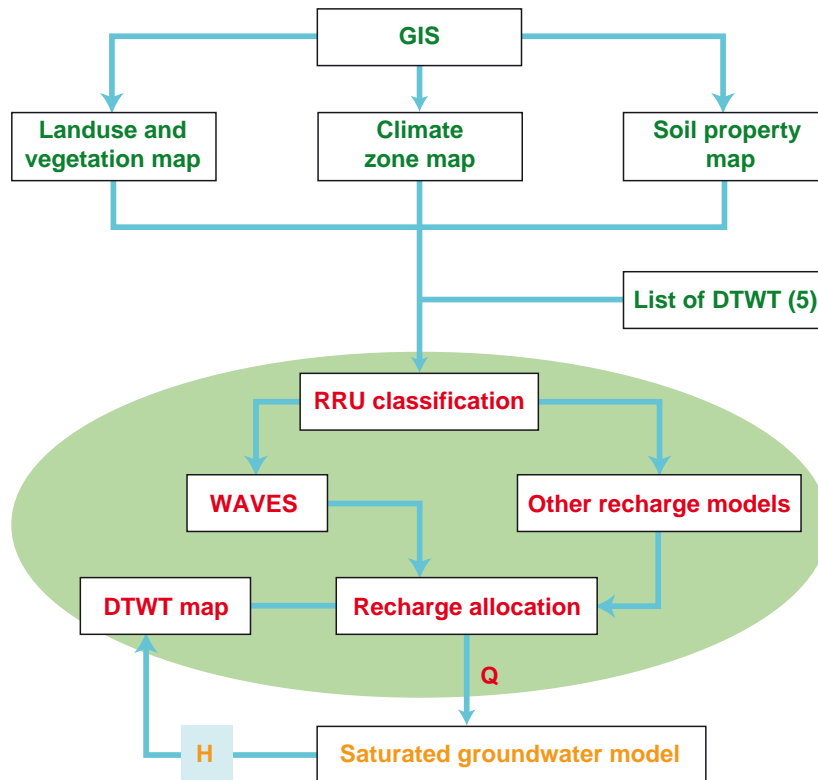 GIS
Landuse and
vegetation map
Climate
zone map
Soil property
map
List of DTWT (5)
RRU classification
WAVES
Other recharge models
DTWT map
Recharge allocation
Q
H
Saturated groundwater model